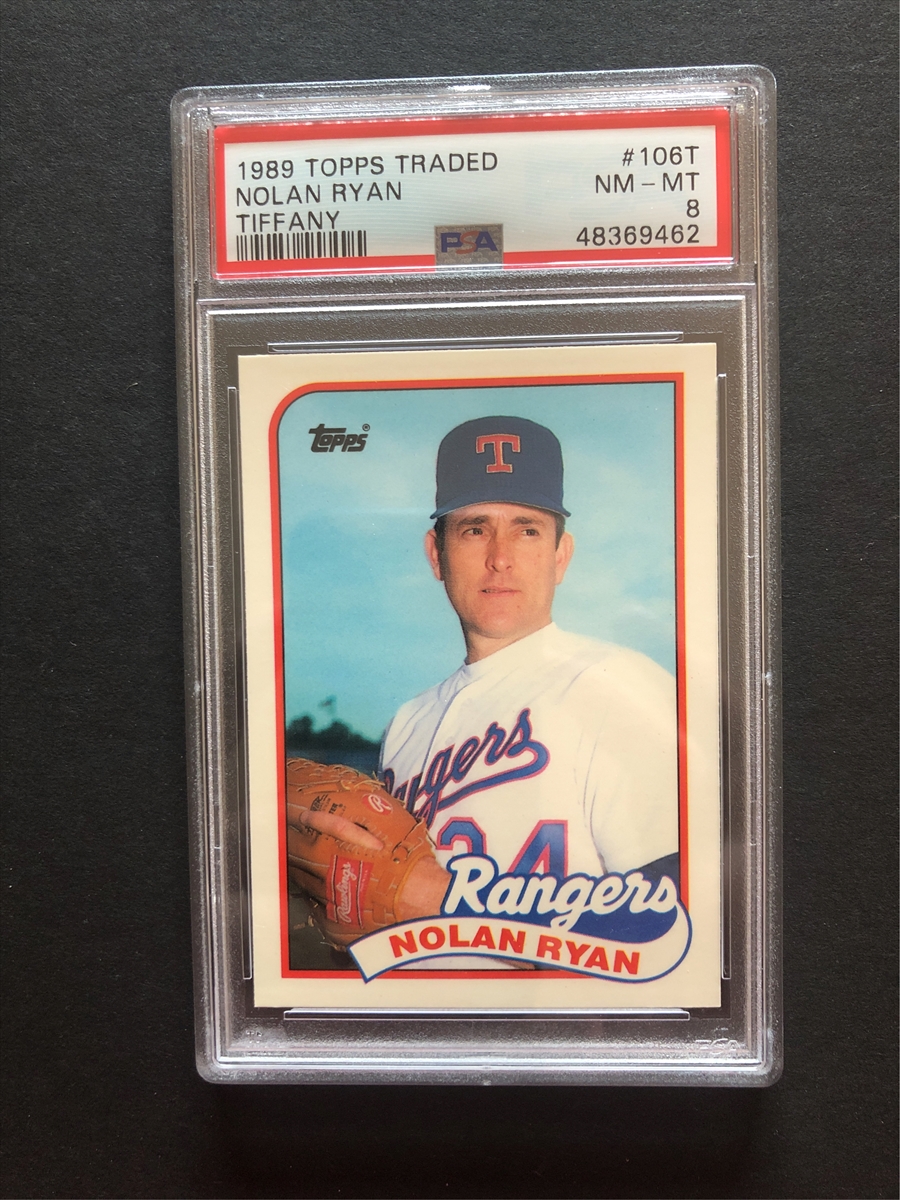 1989 TOPPS TRADED #106T
NOLAN RYAN NM - MT
TIFFANY 8
PSA 48369462
topps®
T
Rangers
34
R
Rawlings
Rangers
NOLAN RYAN
PSA